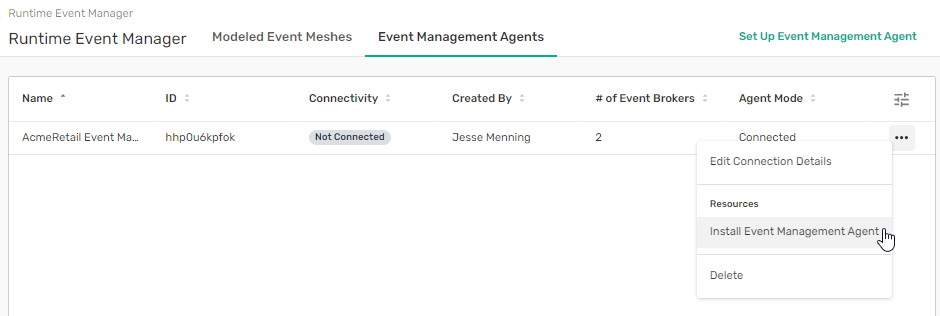 Runtime Event Manager
Runtime Event Manager Modeled Event Meshes Event Management Agents Set Up Event Management Agent
Name ID Connectivity Created By # of Event Brokers Agent Mode
AcmeRetail Event Ma... hhp0u6kpfok Not Connected Jesse Menning 2 Connected
Edit Connection Details
Resources
Install Event Management Agent
Delete